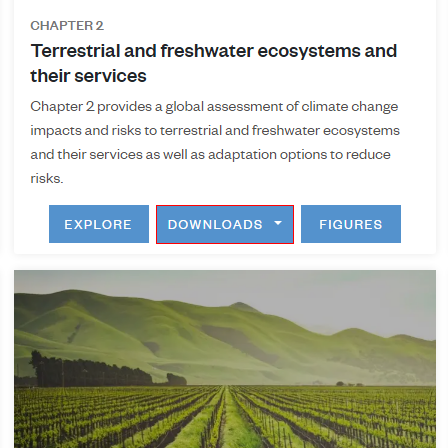 CHAPTER 2
Terrestrial and freshwater ecosystems and
their services
Chapter 2 provides a global assessment of climate change
impacts and risks to terrestrial and freshwater ecosystems
and their services as well as adaptation options to reduce
risks.
EXPLORE DOWNLOADS FIGURES